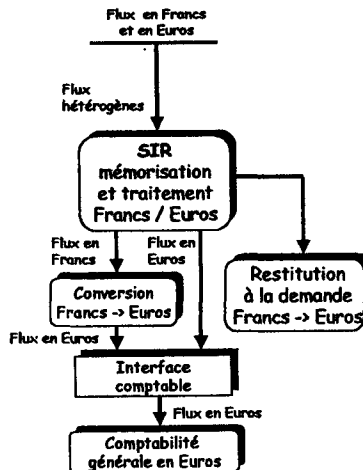 Flux en Francs
et en Euros
Flux
hétérogènes
SIR
mémorisation
et traitement
Francs / Euros
Flux en
Francs
Flux en
Euros
Restitution
à la demande
Francs -> Euros
Conversion
Francs -> Euros
Flux en Euros
Interface
comptable
Flux en Euros
Comptabilité
générale en Euros